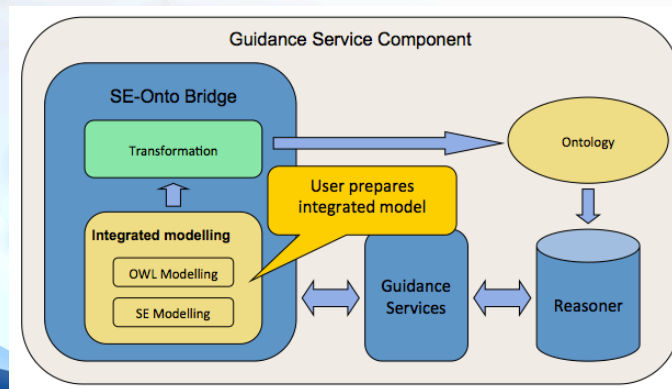 Guidance Service Component
SE-Onto Bridge
Transformation
Ontology
User prepares
integrated model
Integrated modelling
OWL Modelling
SE Modelling
Guidance
Services
Reasoner